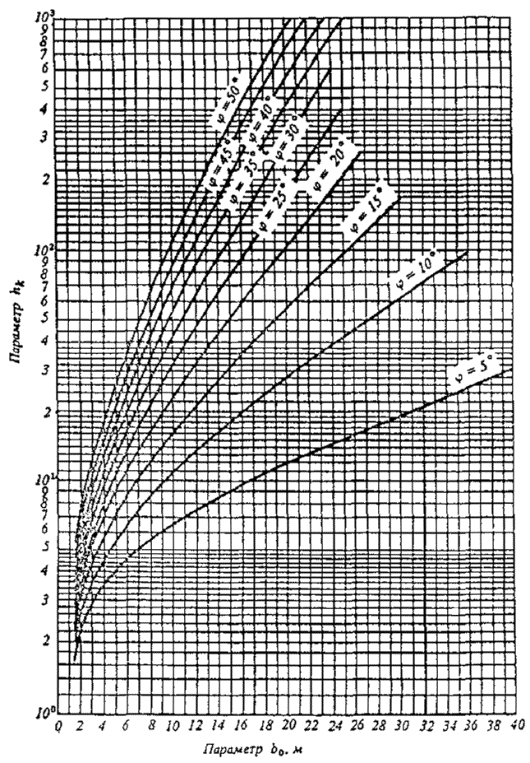 10³
9
8
7
6
5
4
3
2
10²
9
8
7
6
5
4
3
2
10¹
9
8
7
6
5
4
3
2
10⁰
φ = 50°
φ = 45°
φ = 40°
φ = 35°
φ = 30°
φ = 25°
φ = 20°
φ = 15°
φ = 10°
φ = 5°
Параметр hk
0 2 4 6 8 10 12 14 16 18 20 22 24 26 28 30 32 34 36 38 40
Параметр b₀, м